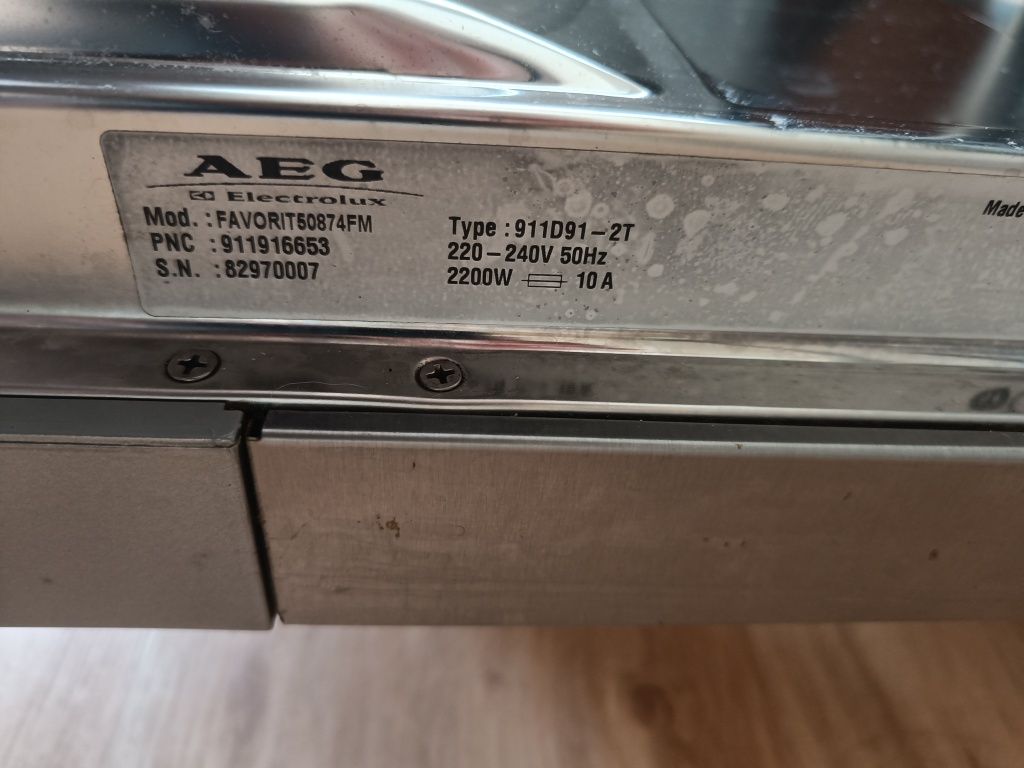 AEG
Electrolux
Mod. : FAVORIT50874FM
PNC : 911916653
S.N. : 82970007
Type : 911D91-2T
220-240V 50Hz
2200W 10 A
Made